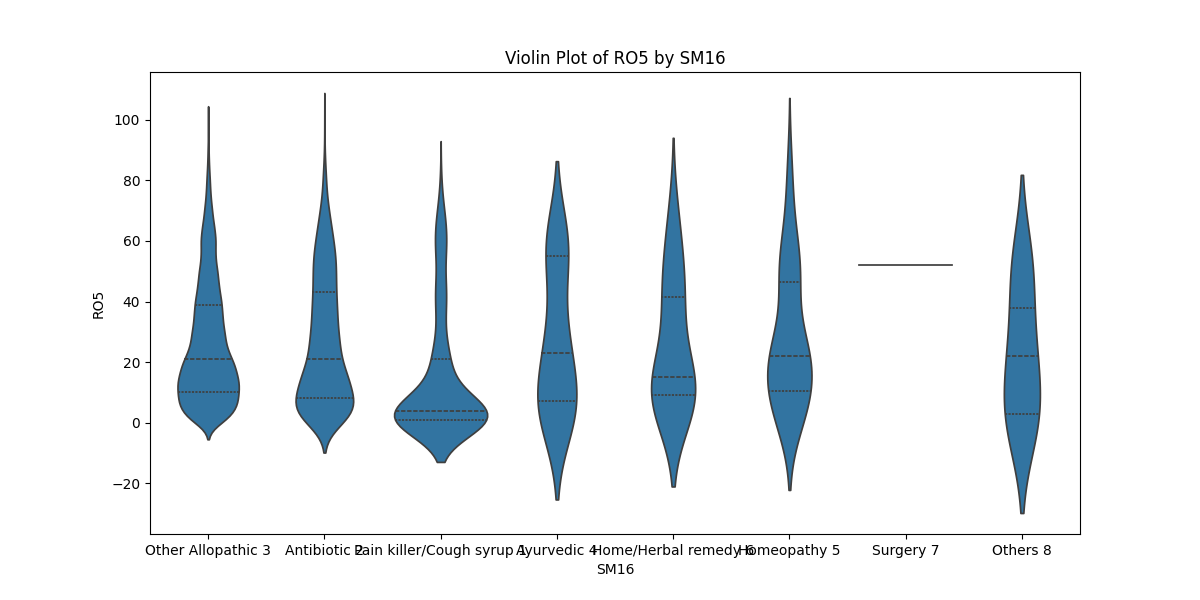 Violin Plot of RO5 by SM16
100
80
60
40
20
0
−20
RO5
Other Allopathic 3
Antibiotic 2
Pain killer/Cough syrup 1
Ayurvedic 4
Home/Herbal remedy 6
Homeopathy 5
Surgery 7
Others 8
SM16